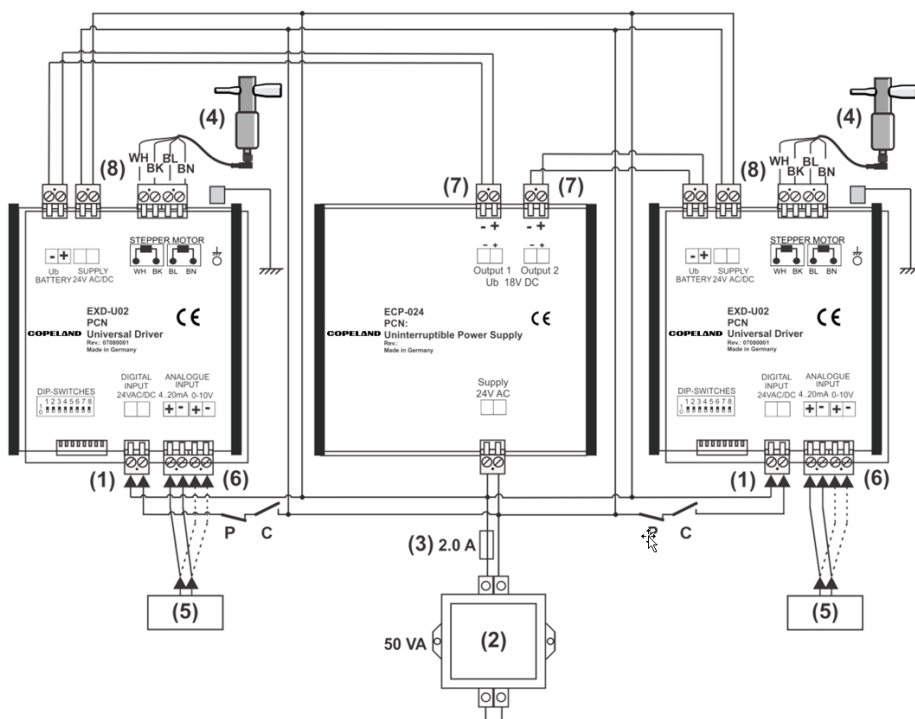 (4)
(4)
(8)
WH
BL
BK
BN
(7)
(7)
(8)
WH
BL
BK
BN
- +
Ub
BATTERY
SUPPLY
24V AC/DC
STEPPER MOTOR
WH BK BL BN
EXD-U02
PCN
COPELAND Universal Driver
Rev.: 07080001
Made in Germany
CE
DIP-SWITCHES
1 2 3 4 5 6 7 8
1
0
DIGITAL
INPUT
24VAC/DC
ANALOGUE
INPUT
4..20mA 0-10V
+ - + -
- + - +
- + - +
Output 1 Output 2
Ub 18V DC
ECP-024
PCN:
COPELAND Uninterruptible Power Supply
Rev.:
Made in Germany
CE
Supply
24V AC
- +
Ub
BATTERY
SUPPLY
24V AC/DC
STEPPER MOTOR
WH BK BL BN
EXD-U02
PCN
COPELAND Universal Driver
Rev.: 07080001
Made in Germany
CE
DIP-SWITCHES
1 2 3 4 5 6 7 8
1
0
DIGITAL
INPUT
24VAC/DC
ANALOGUE
INPUT
4..20mA 0-10V
+ - + -
(1)
(6)
(1)
(6)
P C
P C
(3) 2.0 A
(5)
(5)
50 VA
(2)